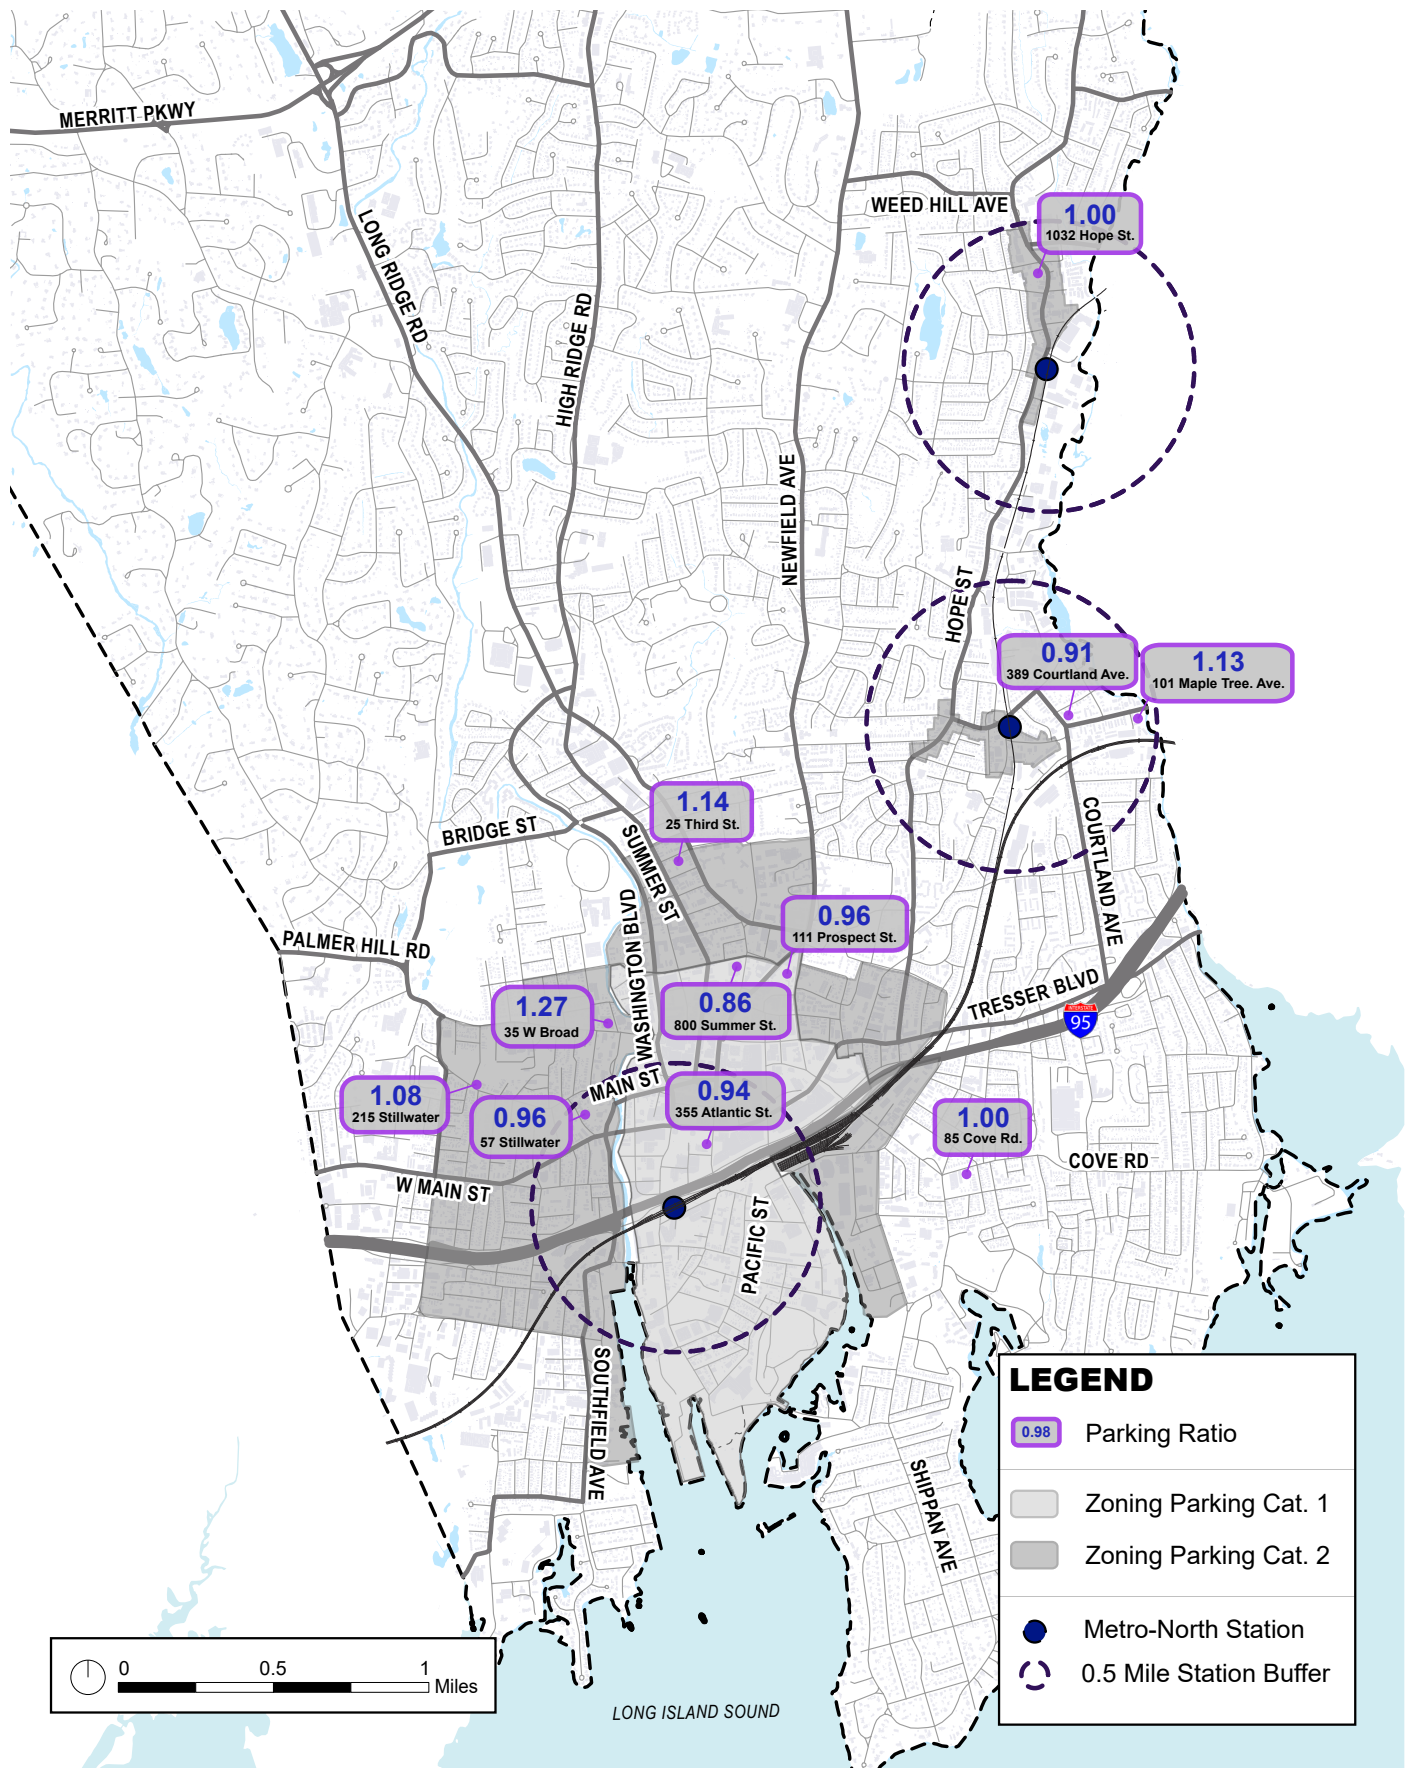 MERRITT PKWY
WEED HILL AVE
1.00
1032 Hope St.
LONG RIDGE RD
HIGH RIDGE RD
NEWFIELD AVE
HOPE ST
0.91
389 Courtland Ave.
1.13
101 Maple Tree. Ave.
1.14
25 Third St.
BRIDGE ST
SUMMER ST
COURTLAND AVE
WASHINGTON BLVD
0.96
111 Prospect St.
PALMER HILL RD
1.27
35 W Broad
0.86
800 Summer St.
TRESSER BLVD
INTERSTATE
95
MAIN ST
1.08
215 Stillwater
0.96
57 Stillwater
0.94
355 Atlantic St.
1.00
85 Cove Rd.
COVE RD
W MAIN ST
PACIFIC ST
SOUTHFIELD AVE
SHIPPAN AVE
LEGEND
0.98 Parking Ratio
Zoning Parking Cat. 1
Zoning Parking Cat. 2
Metro-North Station
0.5 Mile Station Buffer
0 0.5 1
Miles
LONG ISLAND SOUND